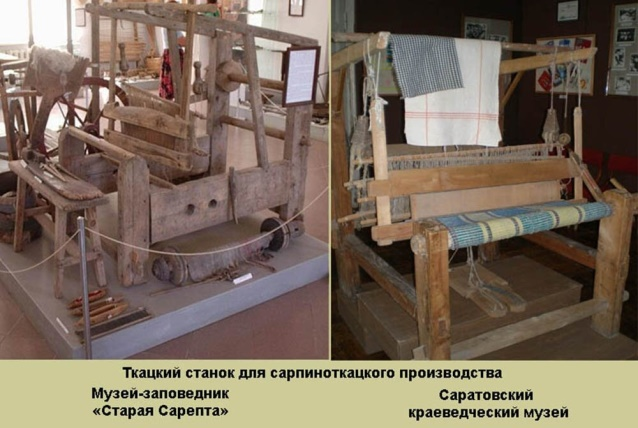 Ткацкий станок для сарпиноткацкого производства
Музей-заповедник
«Старая Сарепта»
Саратовский
краеведческий музей